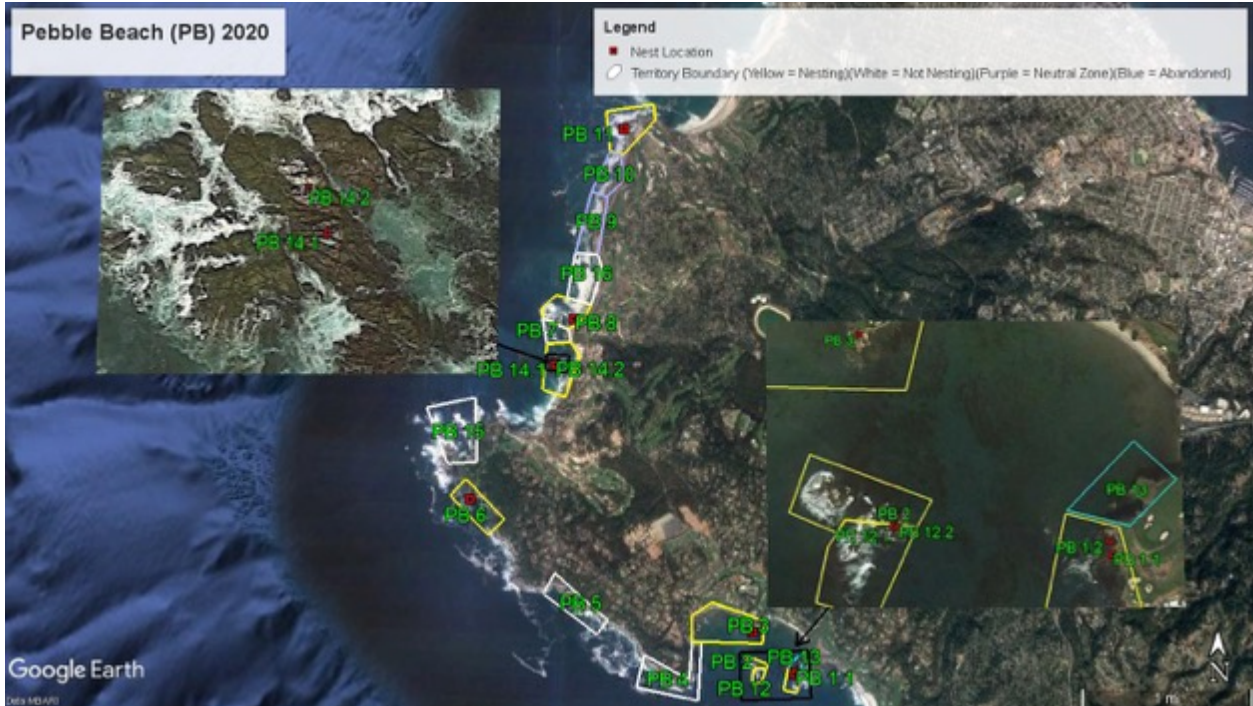 Pebble Beach (PB) 2020
Legend
Nest Location
Territory Boundary (Yellow = Nesting)(White = Not Nesting)(Purple = Neutral Zone)(Blue = Abandoned)
PB 11
PB 10
PB 9
PB 16
PB 7
PB 8
PB 14.1
PB 14.2
PB 15
PB 6
PB 5
PB 4
PB 3
PB 2
PB 12
PB 13
PB 1.1
PB 14.2
PB 14.1
PB 3
PB 2
PB 12.2
PB 13
PB 1.2
PB 1.1
Google Earth
Data MBARI
N
1 m